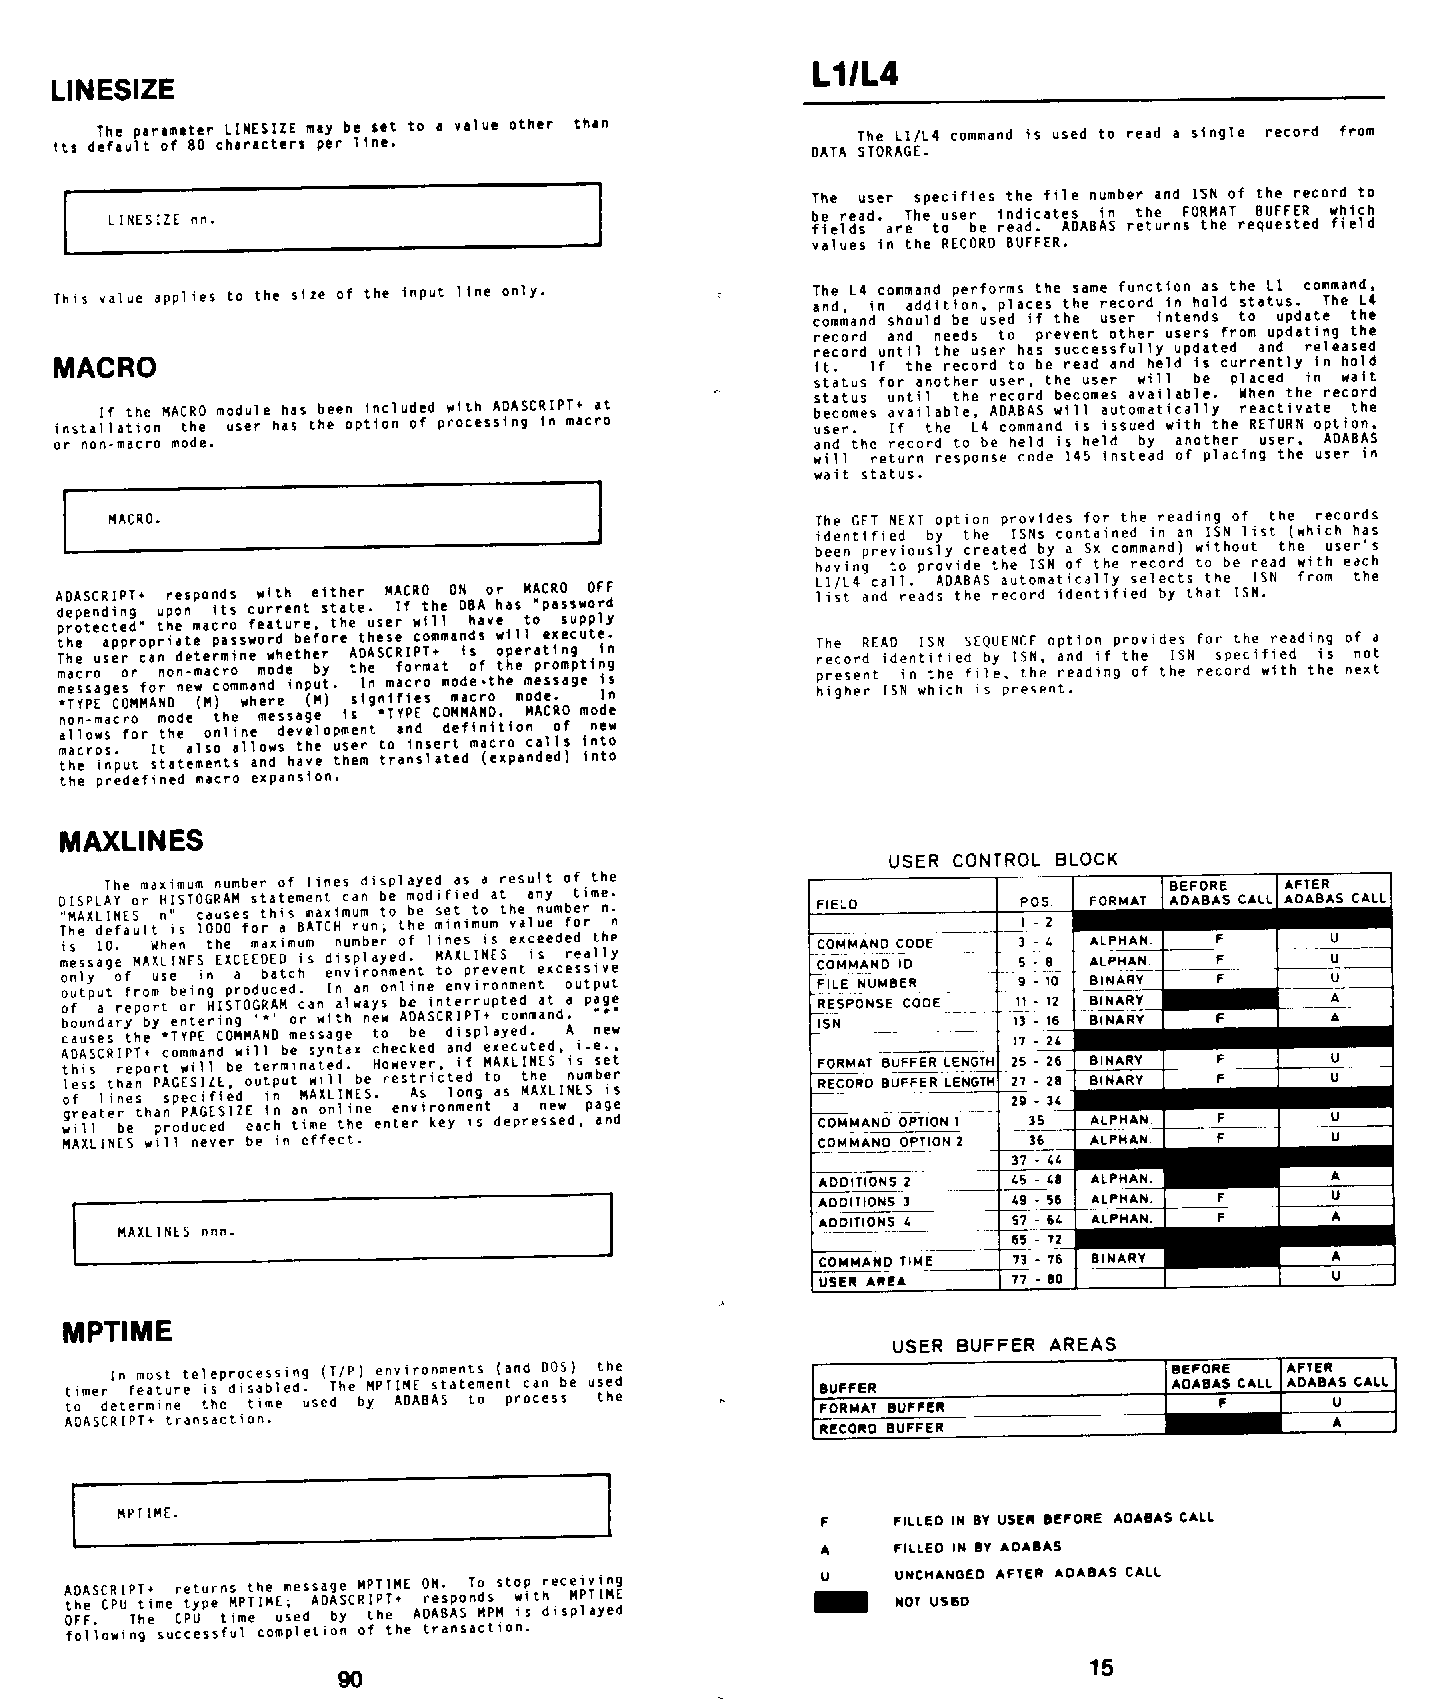 LINESIZE
The parameter LINESIZE may be set to a value other than
its default of 80 characters per line.
LINESIZE nn.
This value applies to the size of the input line only.
MACRO
If the MACRO module has been included with ADASCRIPT+ at
installation the user has the option of processing in macro
or non-macro mode.
MACRO.
ADASCRIPT+ responds with either MACRO ON or MACRO OFF
depending upon its current state. If the DBA has "password
protected" the macro feature, the user will have to supply
the appropriate password before these commands will execute.
The user can determine whether ADASCRIPT+ is operating in
macro or non-macro mode by the format of the prompting
messages for new command input. In macro mode the message is
*TYPE COMMAND (M) where (M) signifies macro mode. In
non-macro mode the message is *TYPE COMMAND. MACRO mode
allows for the online development and definition of new
macros. It also allows the user to insert macro calls into
the input statements and have them translated (expanded) into
the predefined macro expansion.
MAXLINES
The maximum number of lines displayed as a result of the
DISPLAY or HISTOGRAM statement can be modified at any time.
"MAXLINES n" causes this maximum to be set to the number n.
The default is 1000 for a BATCH run; the minimum value for n
is 10. When the maximum number of lines is exceeded the
message MAXLINES EXCEEDED is displayed. MAXLINES is really
only of use in a batch environment to prevent excessive
output from being produced. In an online environment output
of a report or HISTOGRAM can always be interrupted at a page
boundary by entering '*' or with new ADASCRIPT+ command. "*"
causes the *TYPE COMMAND message to be displayed. A new
ADASCRIPT+ command will be syntax checked and executed, i.e.,
this report will be terminated. However, if MAXLINES is set
less than PAGESIZE, output will be restricted to the number
of lines specified in MAXLINES. As long as MAXLINES is
greater than PAGESIZE in an online environment a new page
will be produced each time the enter key is depressed, and
MAXLINES will never be in effect.
MAXLINES nnn.
MPTIME
In most teleprocessing (T/P) environments (and DOS) the
timer feature is disabled. The MPTIME statement can be used
to determine the time used by ADABAS to process the
ADASCRIPT+ transaction.
MPTIME.
ADASCRIPT+ returns the message MPTIME ON. To stop receiving
the CPU time type MPTIME; ADASCRIPT+ responds with MPTIME
OFF. The CPU time used by the ADABAS MPM is displayed
following successful completion of the transaction.
90
L1/L4
The L1/L4 command is used to read a single record from
DATA STORAGE.
The user specifies the file number and ISN of the record to
be read. The user indicates in the FORMAT BUFFER which
fields are to be read. ADABAS returns the requested field
values in the RECORD BUFFER.
The L4 command performs the same function as the L1 command,
and, in addition, places the record in hold status. The L4
command should be used if the user intends to update the
record and needs to prevent other users from updating the
record until the user has successfully updated and released
it. If the record to be read and held is currently in hold
status for another user, the user will be placed in wait
status until the record becomes available. When the record
becomes available, ADABAS will automatically reactivate the
user. If the L4 command is issued with the RETURN option,
and the record to be held is held by another user, ADABAS
will return response code 145 instead of placing the user in
wait status.
The GET NEXT option provides for the reading of the records
identified by the ISNs contained in an ISN list (which has
been previously created by a Sx command) without the user's
having to provide the ISN of the record to be read with each
L1/L4 call. ADABAS automatically selects the ISN from the
list and reads the record identified by that ISN.
The READ ISN SEQUENCE option provides for the reading of a
record identified by ISN, and if the ISN specified is not
present in the file, the reading of the record with the next
higher ISN which is present.
USER CONTROL BLOCK
FIELD POS. FORMAT BEFORE ADABAS CALL AFTER ADABAS CALL
1 - 2
COMMAND CODE 3 - 4 ALPHAN. F U
COMMAND ID 5 - 8 ALPHAN. F U
FILE NUMBER 9 - 10 BINARY F U
RESPONSE CODE 11 - 12 BINARY A
ISN 13 - 16 BINARY F A
17 - 24
FORMAT BUFFER LENGTH 25 - 26 BINARY F U
RECORD BUFFER LENGTH 27 - 28 BINARY F U
29 - 34
COMMAND OPTION 1 35 ALPHAN. F U
COMMAND OPTION 2 36 ALPHAN. F U
37 - 44
ADDITIONS 2 45 - 48 ALPHAN. A
ADDITIONS 3 49 - 56 ALPHAN. F U
ADDITIONS 4 57 - 64 ALPHAN. F A
65 - 72
COMMAND TIME 73 - 76 BINARY A
USER AREA 77 - 80 U
USER BUFFER AREAS
BUFFER BEFORE ADABAS CALL AFTER ADABAS CALL
FORMAT BUFFER F U
RECORD BUFFER A
F FILLED IN BY USER BEFORE ADABAS CALL
A FILLED IN BY ADABAS
U UNCHANGED AFTER ADABAS CALL
NOT USED
15